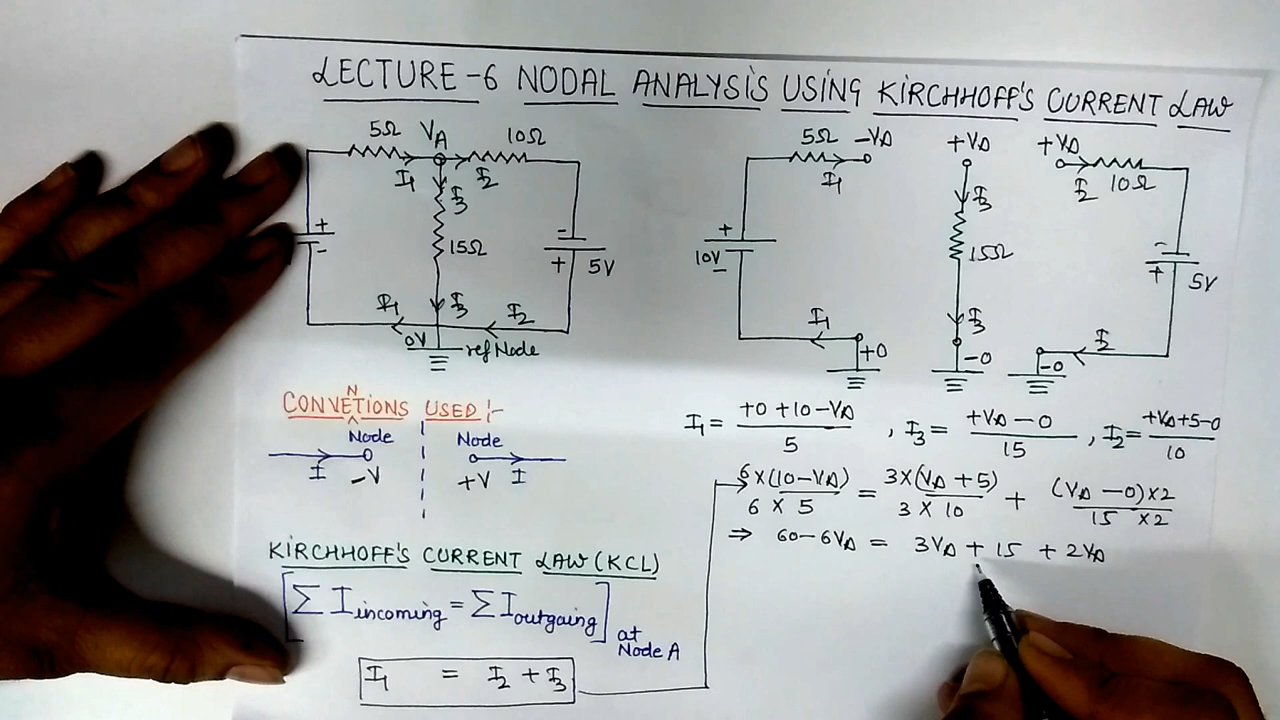 LECTURE-6 NODAL ANALYSIS USING KIRCHHOFF'S CURRENT LAW
5Ω VA 10Ω
I1 I2
I3
+
-
15Ω
-
+ 5V
I1 I3 I2
0V ref Node
5Ω -VA +VA +VA
I1 I3 I2 10Ω
+
10V
-
15Ω
-
+
5V
I1 I3 I2
+0 -0 -0
CONVETIONS USED :-
N
Node Node
I -V +V I
KIRCHHOFF'S CURRENT LAW (KCL)
[∑ I incoming = ∑ I outgoing] at Node A
I1 = I2 + I3
I1 = +0 +10 -VA / 5 , I3 = +VA - 0 / 15 , I2 = +VA+5-0 / 10
6 X (10-VA) / 6 X 5 = 3 X (VA + 5) / 3 X 10 + (VA - 0) X 2 / 15 X 2
⇒ 60-6VA = 3VA + 15 + 2VA